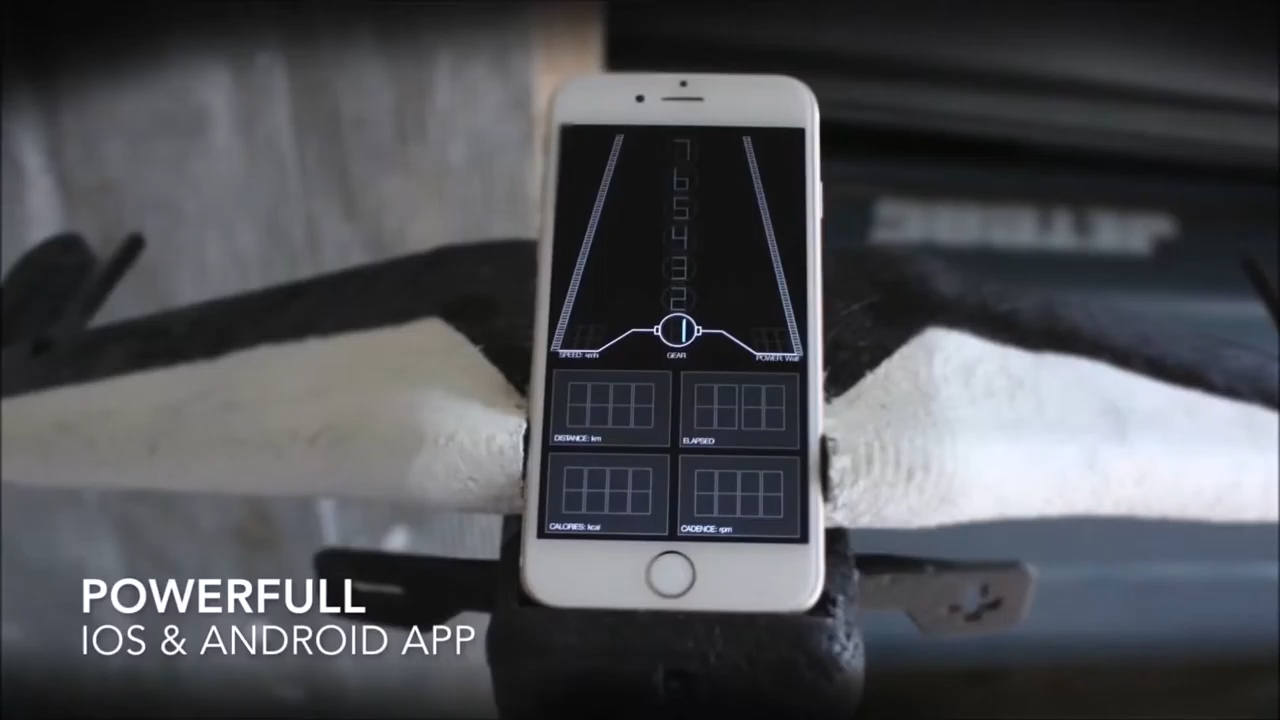 7
6
5
4
3
2
1
SPEED: kmh
GEAR
POWER: Watt
DISTANCE: km
ELAPSED
CALORIES: kcal
CADENCE: rpm
POWERFULL
IOS & ANDROID APP